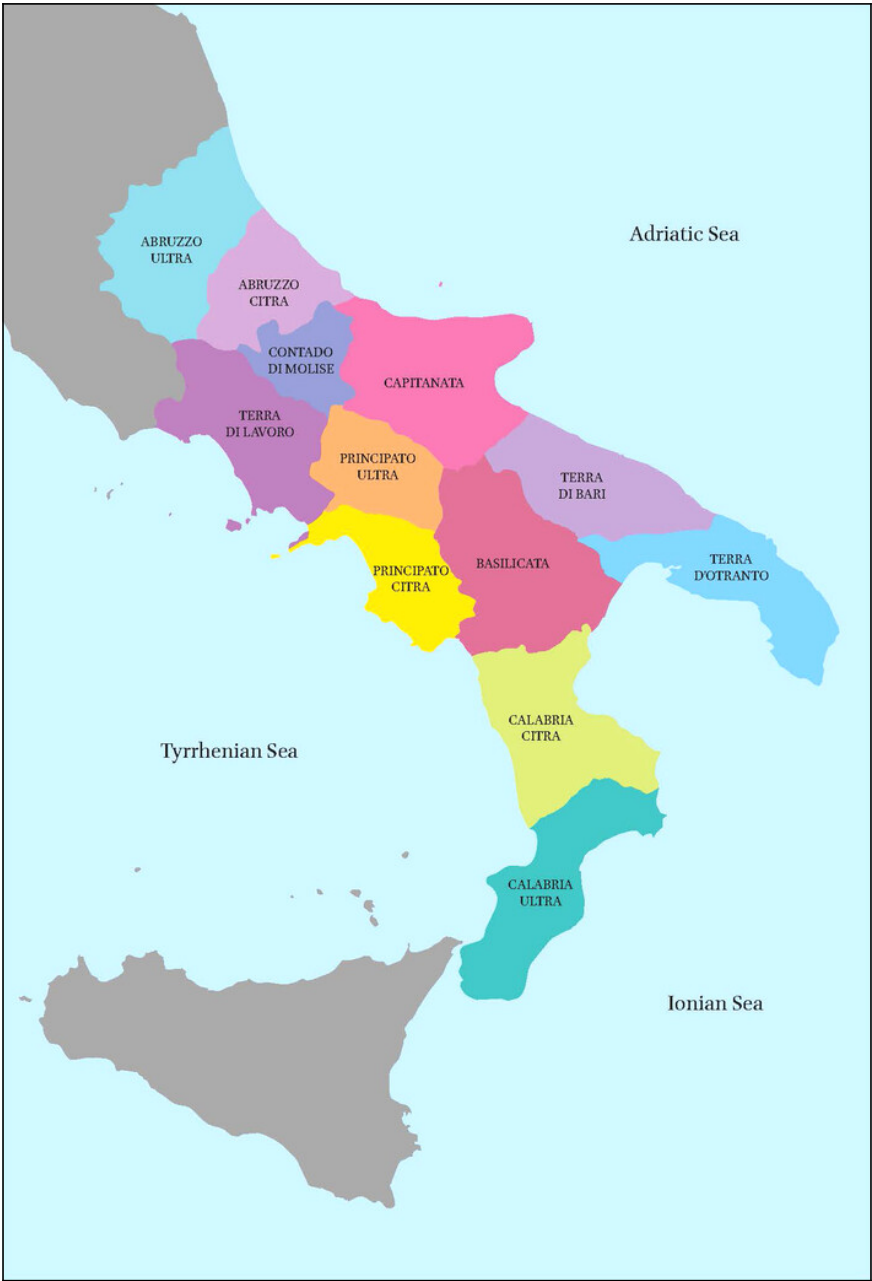 Adriatic Sea
ABRUZZO
ULTRA
ABRUZZO
CITRA
CONTADO
DI MOLISE
CAPITANATA
TERRA
DI LAVORO
PRINCIPATO
ULTRA
TERRA
DI BARI
BASILICATA
TERRA
D'OTRANTO
PRINCIPATO
CITRA
CALABRIA
CITRA
Tyrrhenian Sea
CALABRIA
ULTRA
Ionian Sea